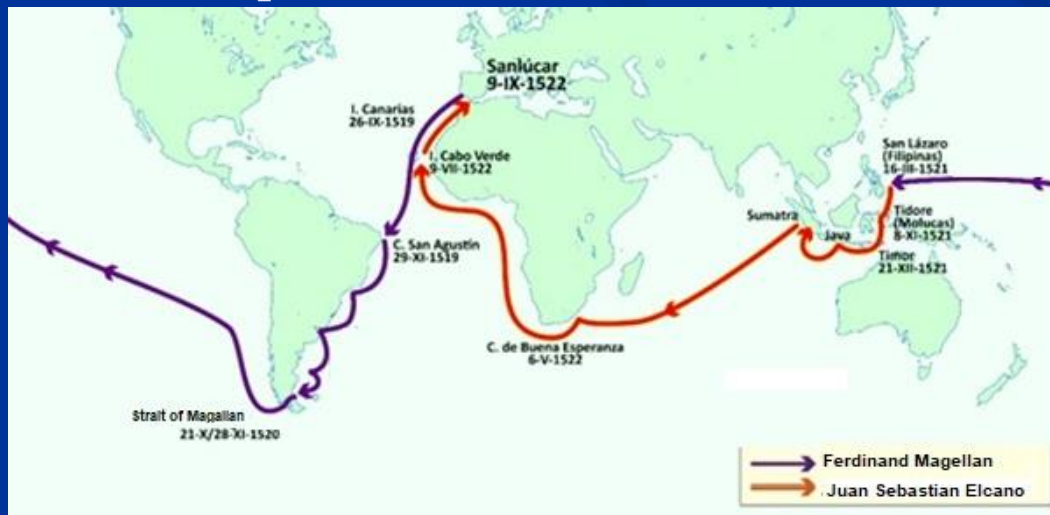 Sanlúcar
9-IX-1522
I. Canarias
26-IX-1519
I. Cabo Verde
9-VII-1522
San Lázaro
(Filipinas)
16-III-1521
Sumatra
Java
Tidore
(Molucas)
8-XI-1521
Timor
21-XII-1521
C. San Agustín
29-XI-1519
C. de Buena Esperanza
6-V-1522
Strait of Magallan
21-X/28-XI-1520
Ferdinand Magellan
Juan Sebastian Elcano